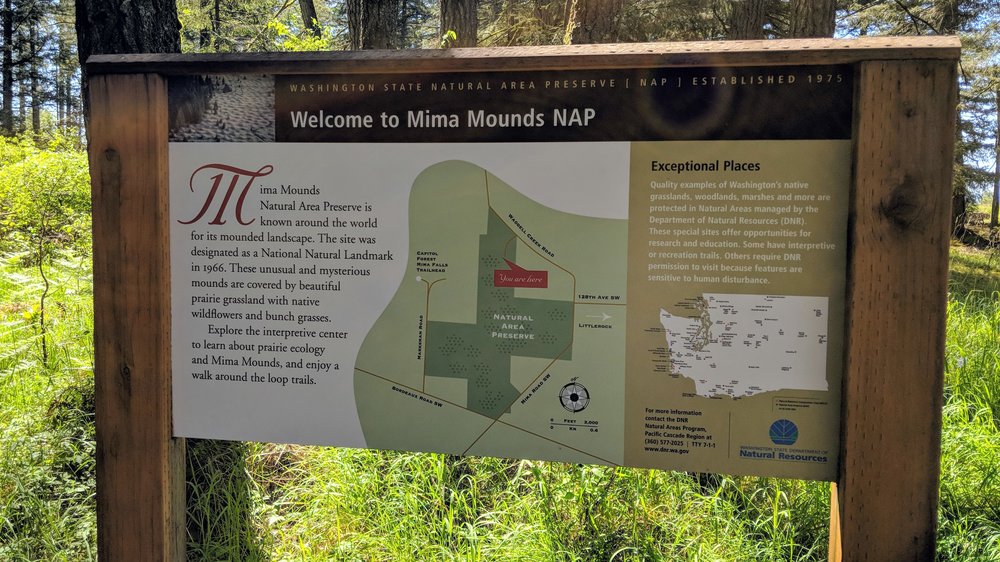 WASHINGTON STATE NATURAL AREA PRESERVE [ NAP ] ESTABLISHED 1975
Welcome to Mima Mounds NAP
Mima Mounds
Natural Area Preserve is
known around the world
for its mounded landscape. The site was
designated as a National Natural Landmark
in 1966. These unusual and mysterious
mounds are covered by beautiful
prairie grassland with native
wildflowers and bunch grasses.
Explore the interpretive center
to learn about prairie ecology
and Mima Mounds, and enjoy a
walk around the loop trails.
WADDELL CREEK ROAD
CAPITOL
FOREST
MIMA FALLS
TRAILHEAD
You are here
128TH AVE SW
LITTLEROCK
NATURAL
AREA
PRESERVE
MARKSMAN ROAD
BORDEAUX ROAD SW
MIMA ROAD SW
0 FEET 2,000
0 KM 0.6
Exceptional Places
Quality examples of Washington's native
grasslands, woodlands, marshes and more are
protected in Natural Areas managed by the
Department of Natural Resources (DNR).
These special sites offer opportunities for
research and education. Some have interpretive
or recreation trails. Others require DNR
permission to visit because features are
sensitive to human disturbance.
For more information
contact the DNR
Natural Areas Program,
Pacific Cascade Region at
(360) 577-2025 | TTY 7-1-1
www.dnr.wa.gov
WASHINGTON STATE DEPARTMENT OF
Natural Resources